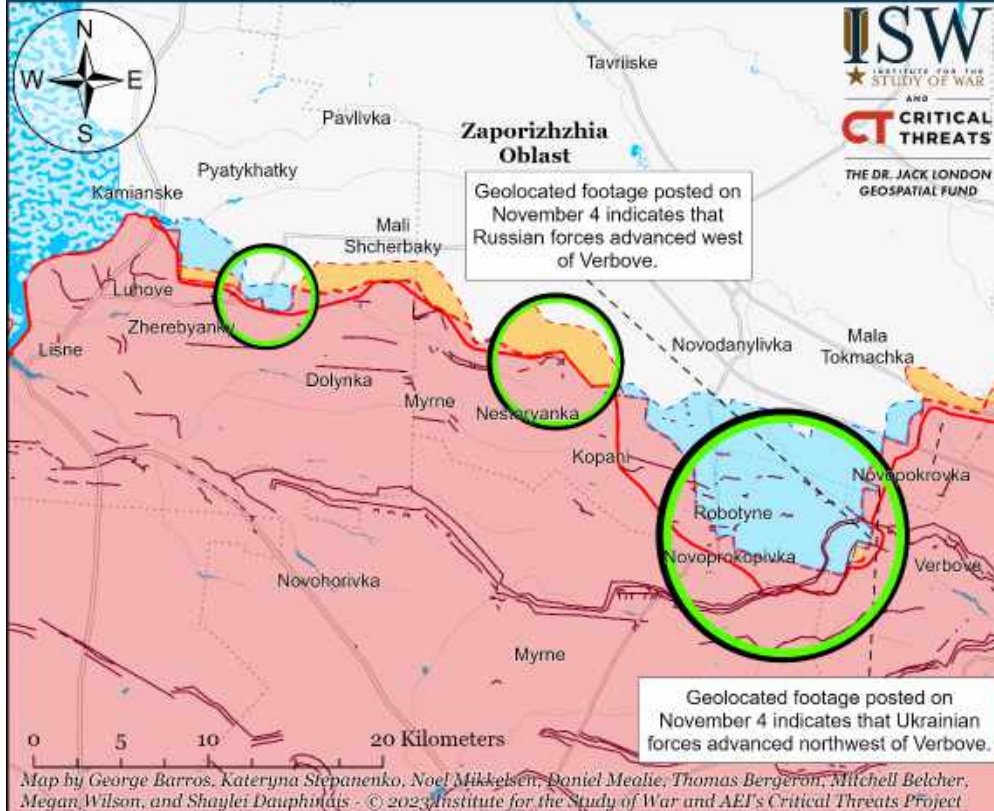 N
W E
S
ISW
INSTITUTE FOR THE
STUDY OF WAR
AND
CT CRITICAL
THREATS
THE DR. JACK LONDON
GEOSPATIAL FUND
Tavriiske
Pavlivka
Zaporizhzhia
Oblast
Pyatykhatky
Kamianske
Mali
Shcherbaky
Geolocated footage posted on
November 4 indicates that
Russian forces advanced west
of Verbove.
Luhove
Zherebyanky
Lisne
Dolynka
Myrne
Nesteryanka
Novodanylivka
Mala
Tokmachka
Kopani
Novopokrovka
Robotyne
Novoprokopivka
Verbove
Novohorivka
Myrne
Geolocated footage posted on
November 4 indicates that Ukrainian
forces advanced northwest of Verbove.
0 5 10 20 Kilometers
Map by George Barros, Kateryna Stepanenko, Noel Mikkelsen, Daniel Mealie, Thomas Bergeron, Mitchell Belcher,
Megan Wilson, and Shaylei Dauphinais - © 2023 Institute for the Study of War and AEI's Critical Threats Project